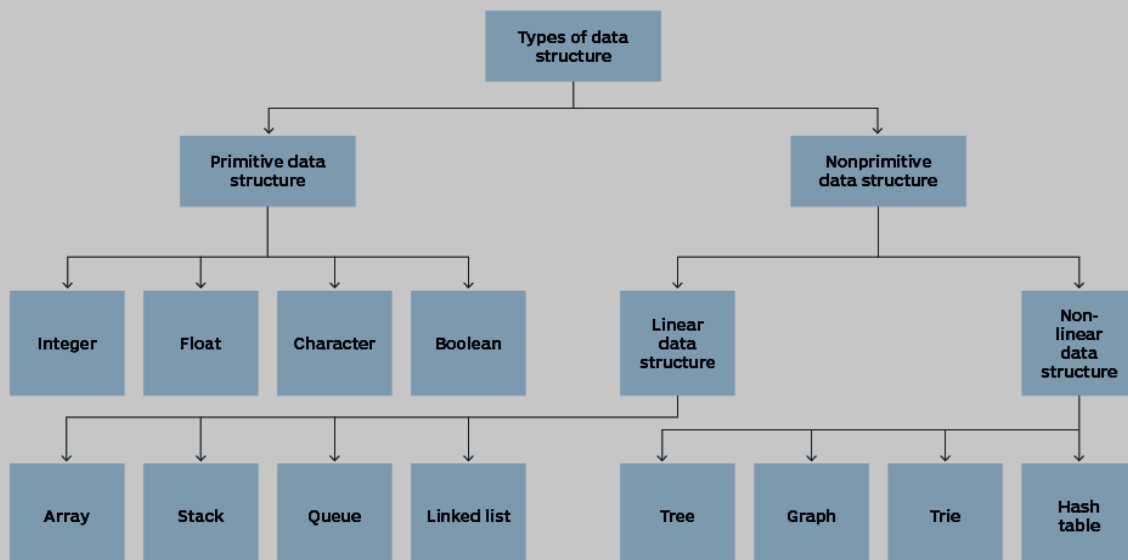 Types of data
structure
Primitive data
structure
Nonprimitive
data structure
Integer
Float
Character
Boolean
Linear
data
structure
Non-
linear
data
structure
Array
Stack
Queue
Linked list
Tree
Graph
Trie
Hash
table